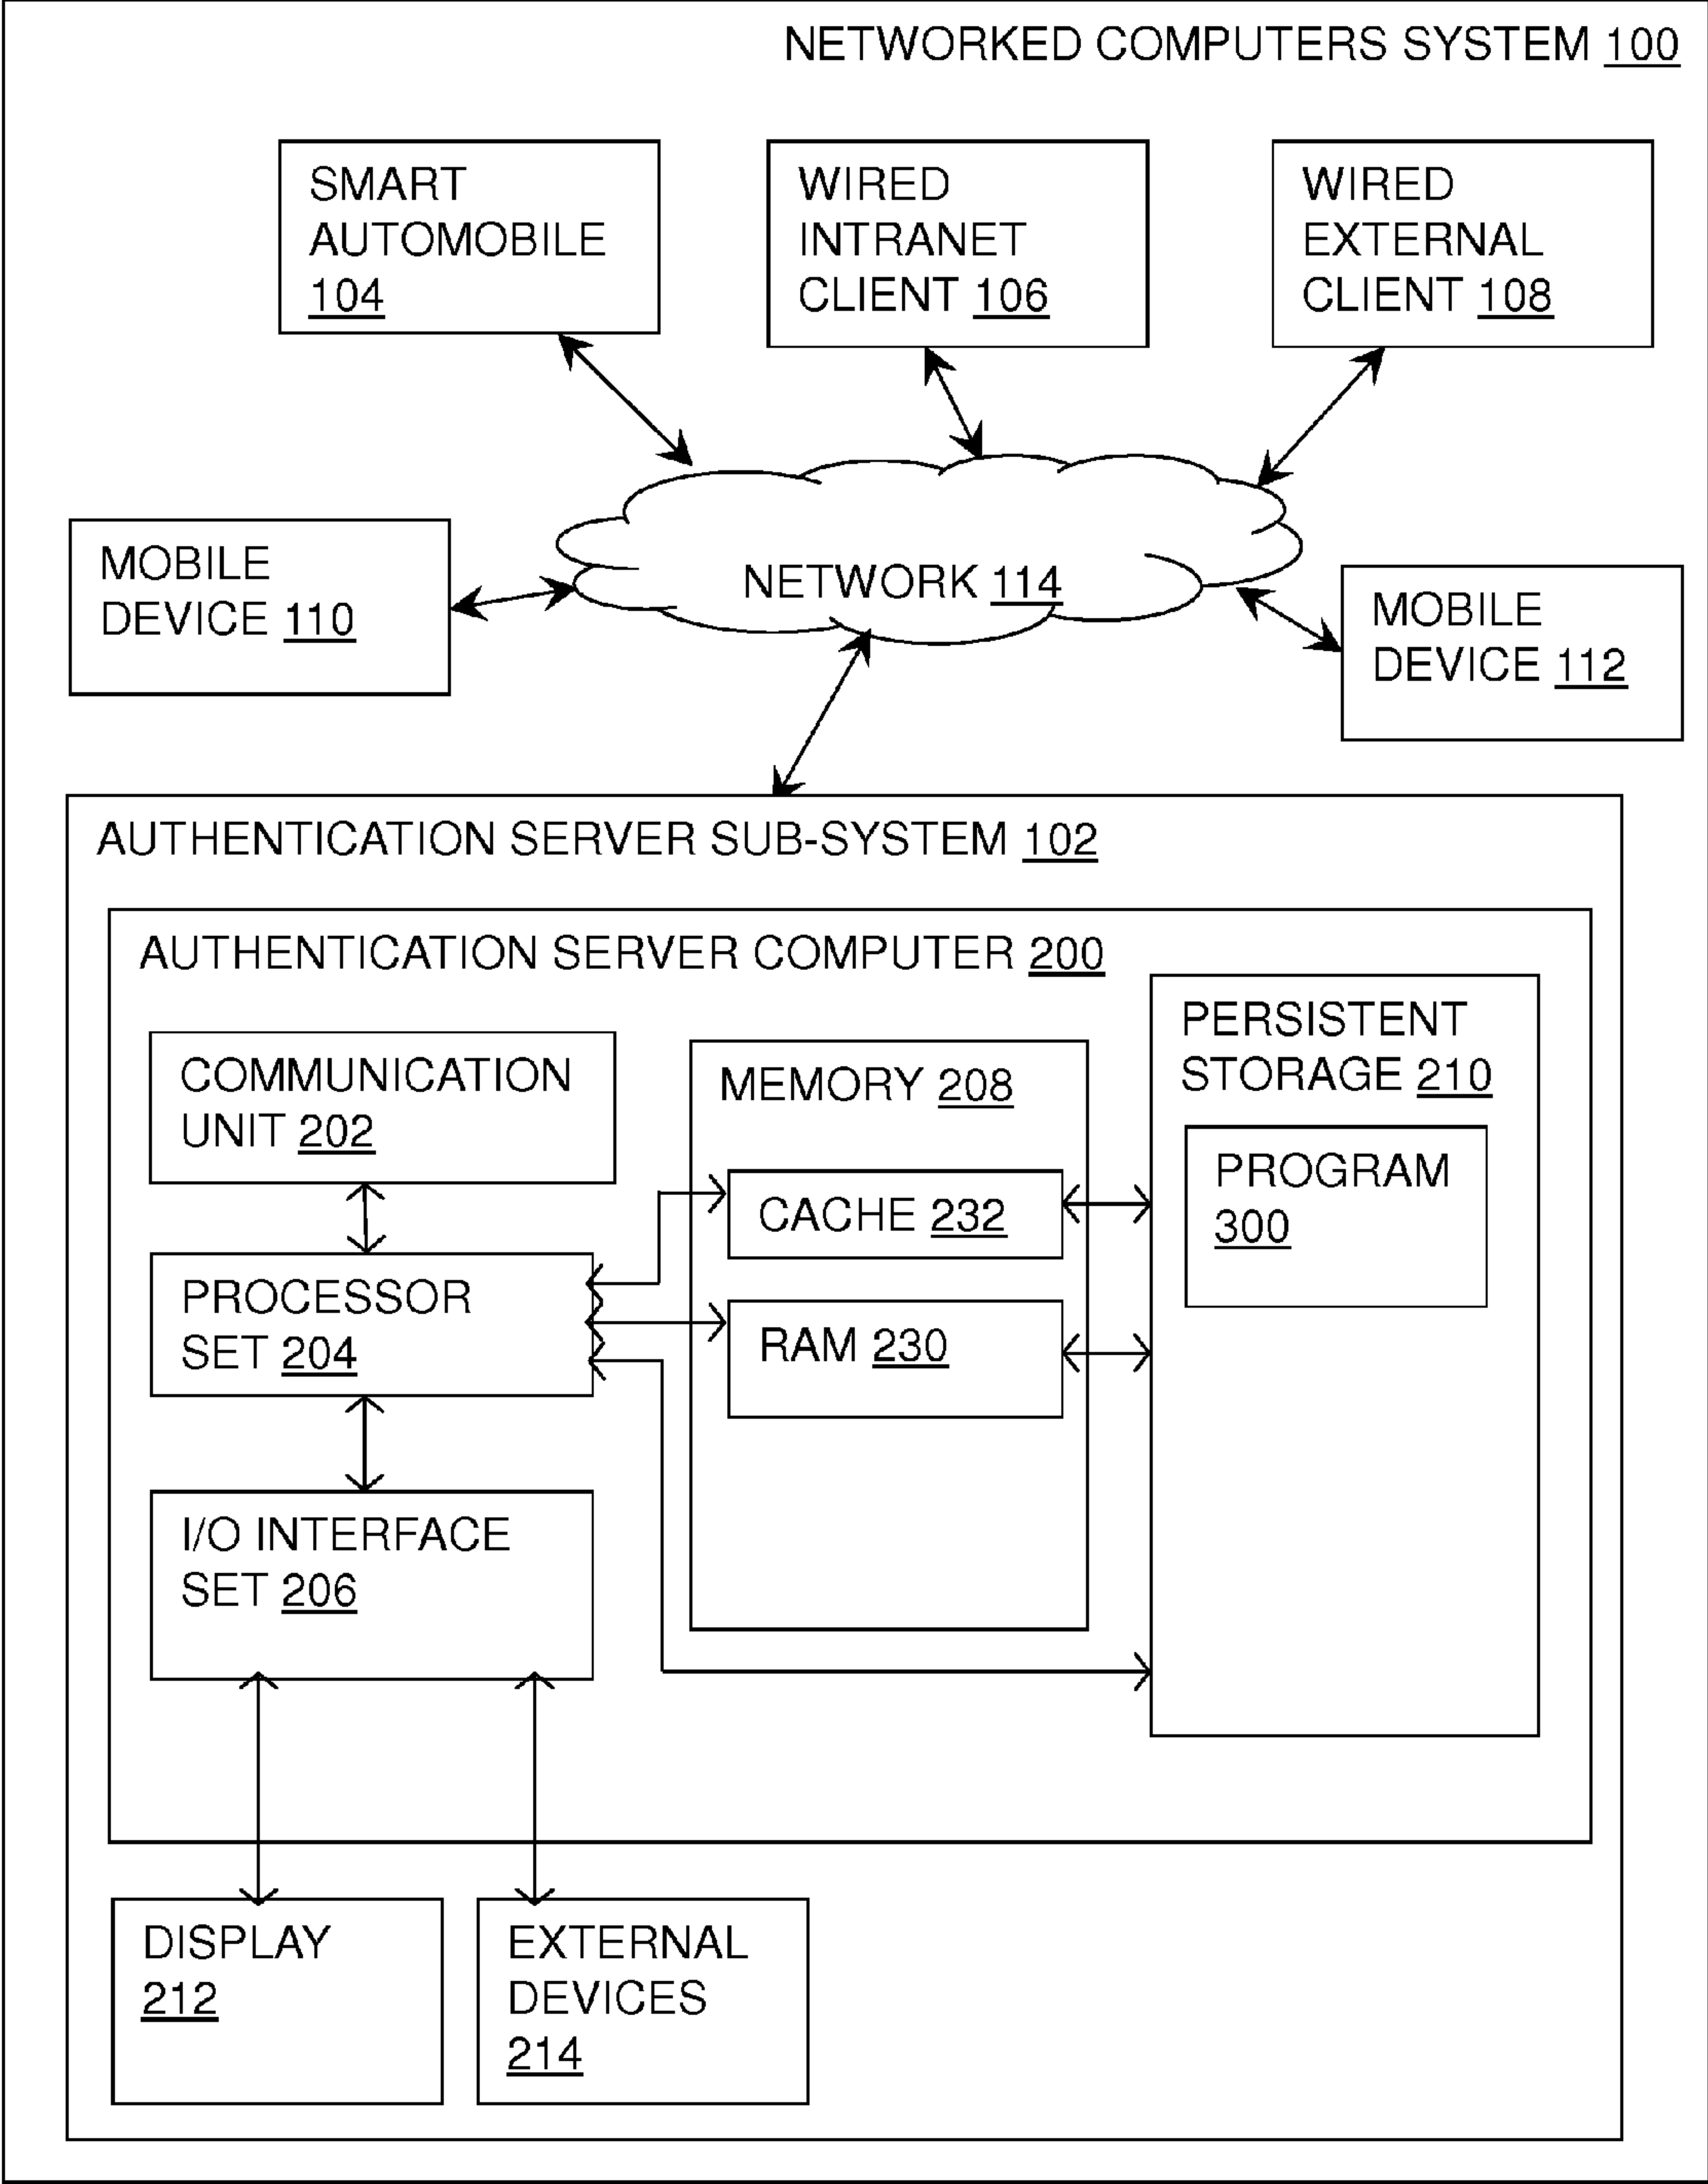 NETWORKED COMPUTERS SYSTEM 100
SMART
AUTOMOBILE
104
WIRED
INTRANET
CLIENT 106
WIRED
EXTERNAL
CLIENT 108
MOBILE
DEVICE 110
NETWORK 114
MOBILE
DEVICE 112
AUTHENTICATION SERVER SUB-SYSTEM 102
AUTHENTICATION SERVER COMPUTER 200
COMMUNICATION
UNIT 202
PROCESSOR
SET 204
I/O INTERFACE
SET 206
MEMORY 208
CACHE 232
RAM 230
PERSISTENT
STORAGE 210
PROGRAM
300
DISPLAY
212
EXTERNAL
DEVICES
214